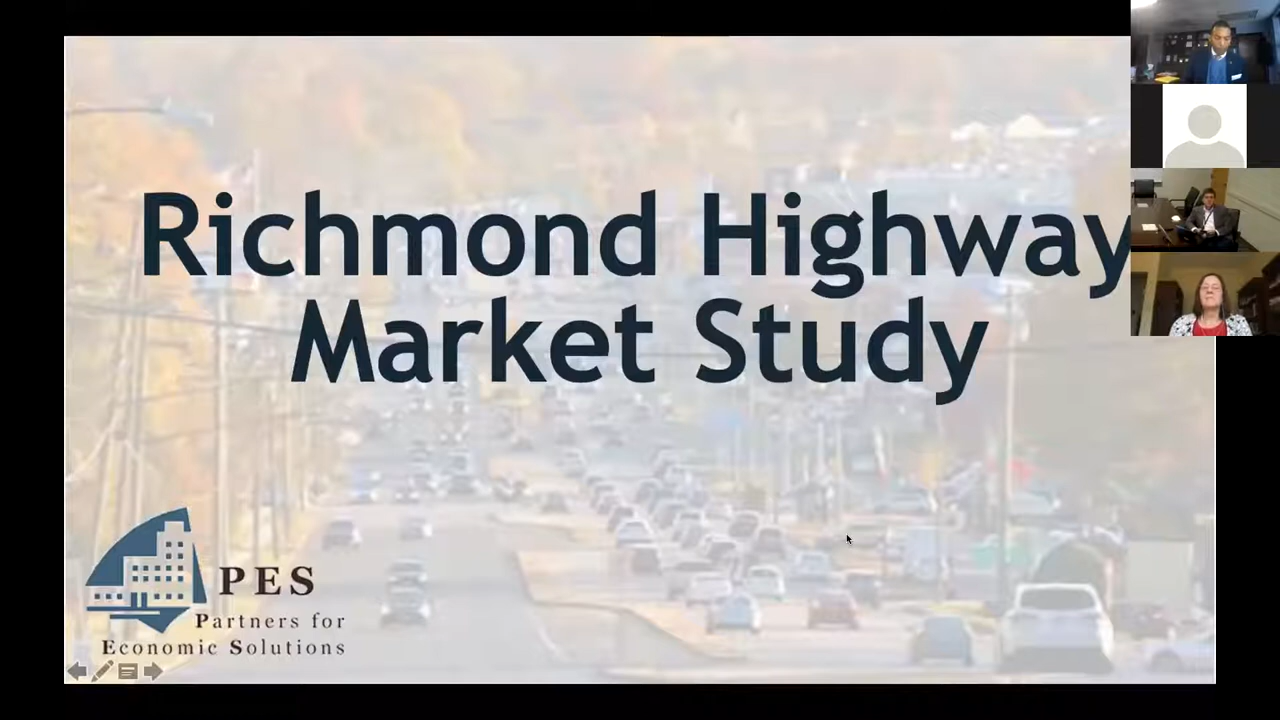 Richmond Highway
Market Study
PES
Partners for
Economic Solutions